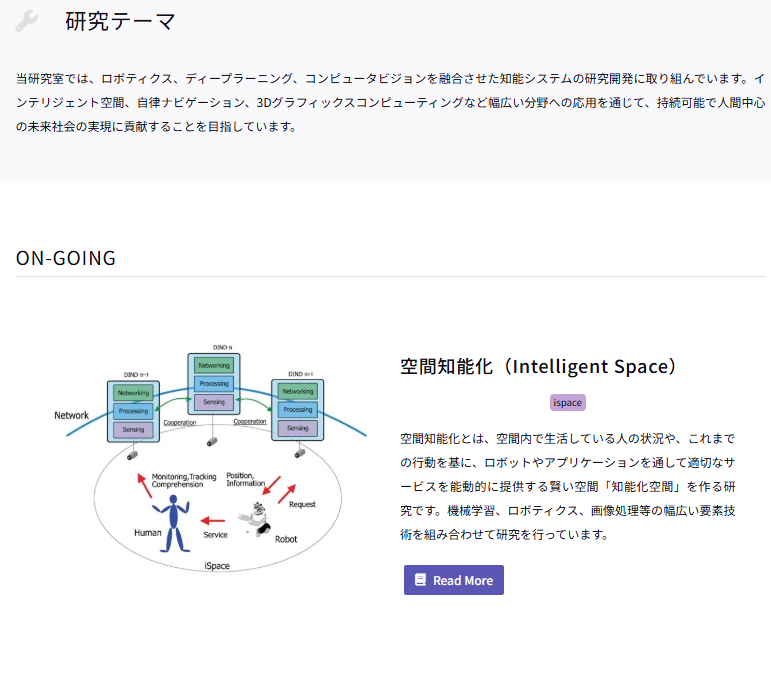 研究テーマ
当研究室では、ロボティクス、ディープラーニング、コンピュータビジョンを融合させた知能システムの研究開発に取り組んでいます。イ
ンテリジェント空間、自律ナビゲーション、3Dグラフィックスコンピューティングなど幅広い分野への応用を通じて、持続可能で人間中心
の未来社会の実現に貢献することを目指しています。
ON-GOING
DIND n
DIND n-1
DIND n+1
Networking
Processing
Sensing
Networking
Processing
Sensing
Networking
Processing
Sensing
Network
Cooperation
Cooperation
Monitoring,Tracking
Comprehension
Position,
Information
Request
Human
Service
Robot
iSpace
空間知能化（Intelligent Space）
ispace
空間知能化とは、空間内で生活している人の状況や、これまで
の行動を基に、ロボットやアプリケーションを通して適切なサ
ービスを能動的に提供する賢い空間「知能化空間」を作る研
究です。機械学習、ロボティクス、画像処理等の幅広い要素技
術を組み合わせて研究を行っています。
Read More